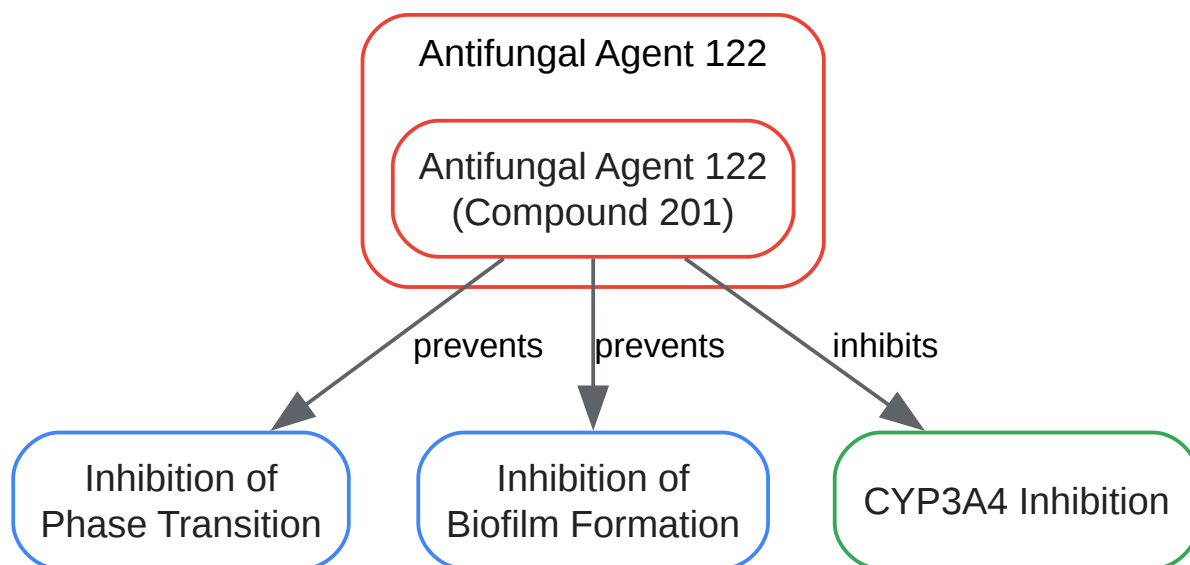 Antifungal Agent 122
Antifungal Agent 122
(Compound 201)
prevents
prevents
inhibits
Inhibition of
Phase Transition
Inhibition of
Biofilm Formation
CYP3A4 Inhibition